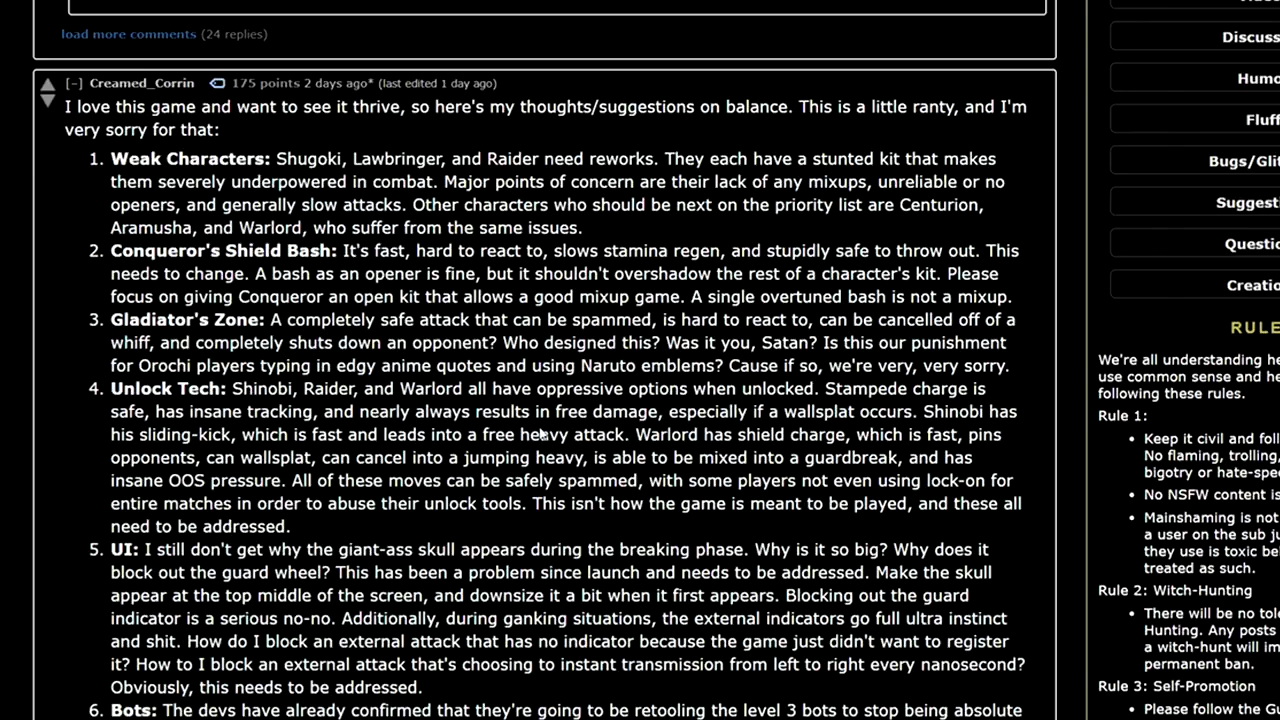 load more comments (24 replies)
[-] Creamed_Corrin 175 points 2 days ago* (last edited 1 day ago)
I love this game and want to see it thrive, so here's my thoughts/suggestions on balance. This is a little ranty, and I'm
very sorry for that:
1. Weak Characters: Shugoki, Lawbringer, and Raider need reworks. They each have a stunted kit that makes
them severely underpowered in combat. Major points of concern are their lack of any mixups, unreliable or no
openers, and generally slow attacks. Other characters who should be next on the priority list are Centurion,
Aramusha, and Warlord, who suffer from the same issues.
2. Conqueror's Shield Bash: It's fast, hard to react to, slows stamina regen, and stupidly safe to throw out. This
needs to change. A bash as an opener is fine, but it shouldn't overshadow the rest of a character's kit. Please
focus on giving Conqueror an open kit that allows a good mixup game. A single overtuned bash is not a mixup.
3. Gladiator's Zone: A completely safe attack that can be spammed, is hard to react to, can be cancelled off of a
whiff, and completely shuts down an opponent? Who designed this? Was it you, Satan? Is this our punishment
for Orochi players typing in edgy anime quotes and using Naruto emblems? Cause if so, we're very, very sorry.
4. Unlock Tech: Shinobi, Raider, and Warlord all have oppressive options when unlocked. Stampede charge is
safe, has insane tracking, and nearly always results in free damage, especially if a wallsplat occurs. Shinobi has
his sliding-kick, which is fast and leads into a free heavy attack. Warlord has shield charge, which is fast, pins
opponents, can wallsplat, can cancel into a jumping heavy, is able to be mixed into a guardbreak, and has
insane OOS pressure. All of these moves can be safely spammed, with some players not even using lock-on for
entire matches in order to abuse their unlock tools. This isn't how the game is meant to be played, and these all
need to be addressed.
5. UI: I still don't get why the giant-ass skull appears during the breaking phase. Why is it so big? Why does it
block out the guard wheel? This has been a problem since launch and needs to be addressed. Make the skull
appear at the top middle of the screen, and downsize it a bit when it first appears. Blocking out the guard
indicator is a serious no-no. Additionally, during ganking situations, the external indicators go full ultra instinct
and shit. How do I block an external attack that has no indicator because the game just didn't want to register
it? How to I block an external attack that's choosing to instant transmission from left to right every nanosecond?
Obviously, this needs to be addressed.
6. Bots: The devs have already confirmed that they're going to be retooling the level 3 bots to stop being absolute
Discuss
Humo
Fluff
Bugs/Glit
Suggest
Questio
Creatio
RULE
We're all understanding he
use common sense and he
following these rules.
Rule 1:
Keep it civil and foll
No flaming, trolling,
bigotry or hate-spe
No NSFW content is
Mainshaming is not
a user on the sub ju
they use is toxic be
treated as such.
Rule 2: Witch-Hunting
There will be no tole
Hunting. Any posts
a witch-hunt will im
permanent ban.
Rule 3: Self-Promotion
Please follow the Gu